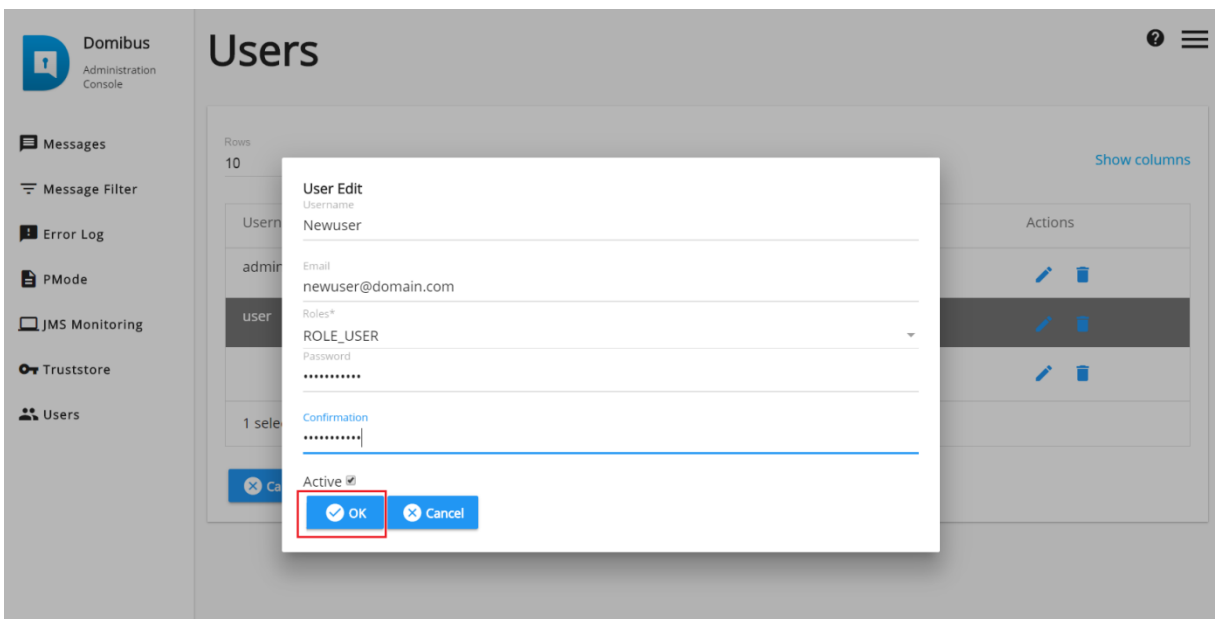 Domibus
Administration
Console
Users
Messages
Message Filter
Error Log
PMode
JMS Monitoring
Truststore
Users
Rows
10
Show columns
Usern
Actions
admin
user
1 sele
Ca
User Edit
Username
Newuser
Email
newuser@domain.com
Roles*
ROLE_USER
Password
•••••••••••
Confirmation
•••••••••••
Active
OK
Cancel